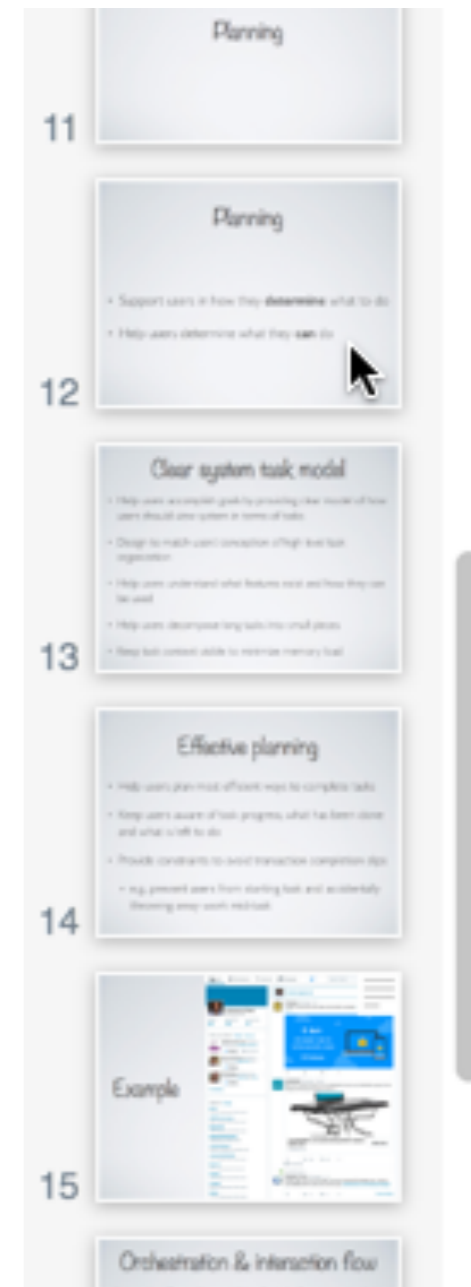 Planning
11
Planning
• Support users in how they determine what to do
• Help users determine what they can do
12
Clear system task model
• Help users accomplish goals by providing clear model of how
users should view system in terms of tasks
• Design to match user's conception of high level task
organization
• Help users understand what features exist and how they can
be used
• Help users decompose long tasks into small pieces
• Keep task context visible to minimize memory load
13
Effective planning
• Help users plan most efficient ways to complete tasks
• Keep users aware of task progress, what has been done
and what is left to do
• Provide constraints to avoid transaction completion slips
• e.g. prevent users from starting task and accidentally
throwing away work mid-task
14
Example
15
Orchestration & interaction flow